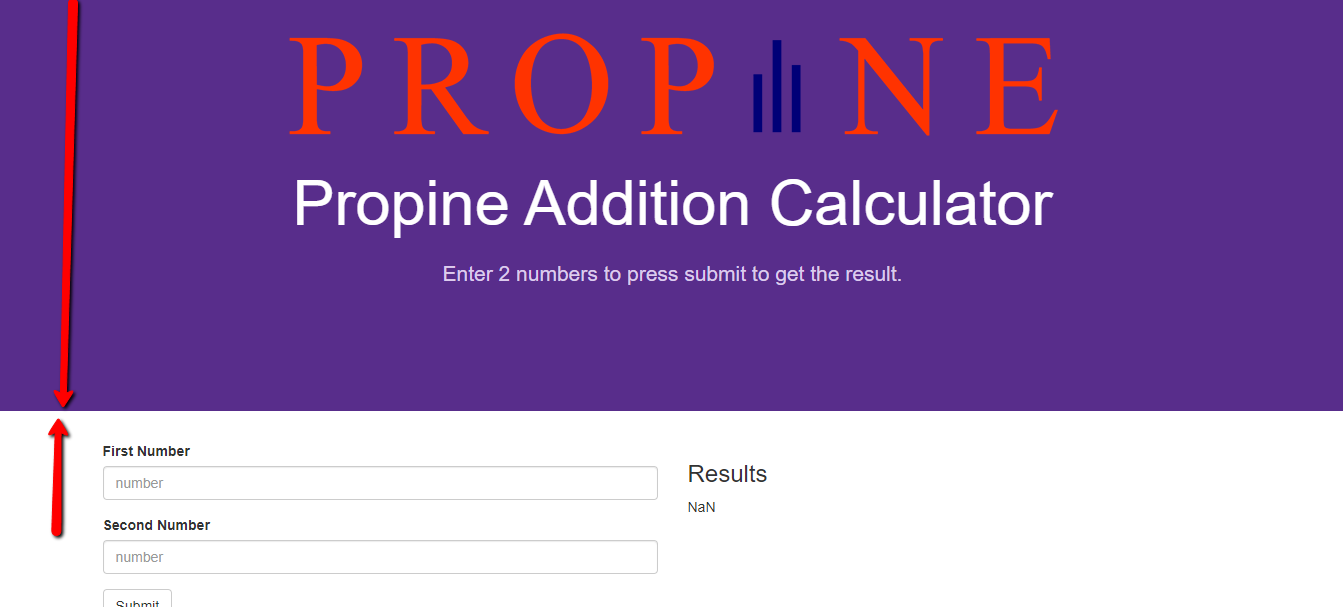 PROPINE
Propine Addition Calculator
Enter 2 numbers to press submit to get the result.
First Number
number
Second Number
number
Submit
Results
NaN